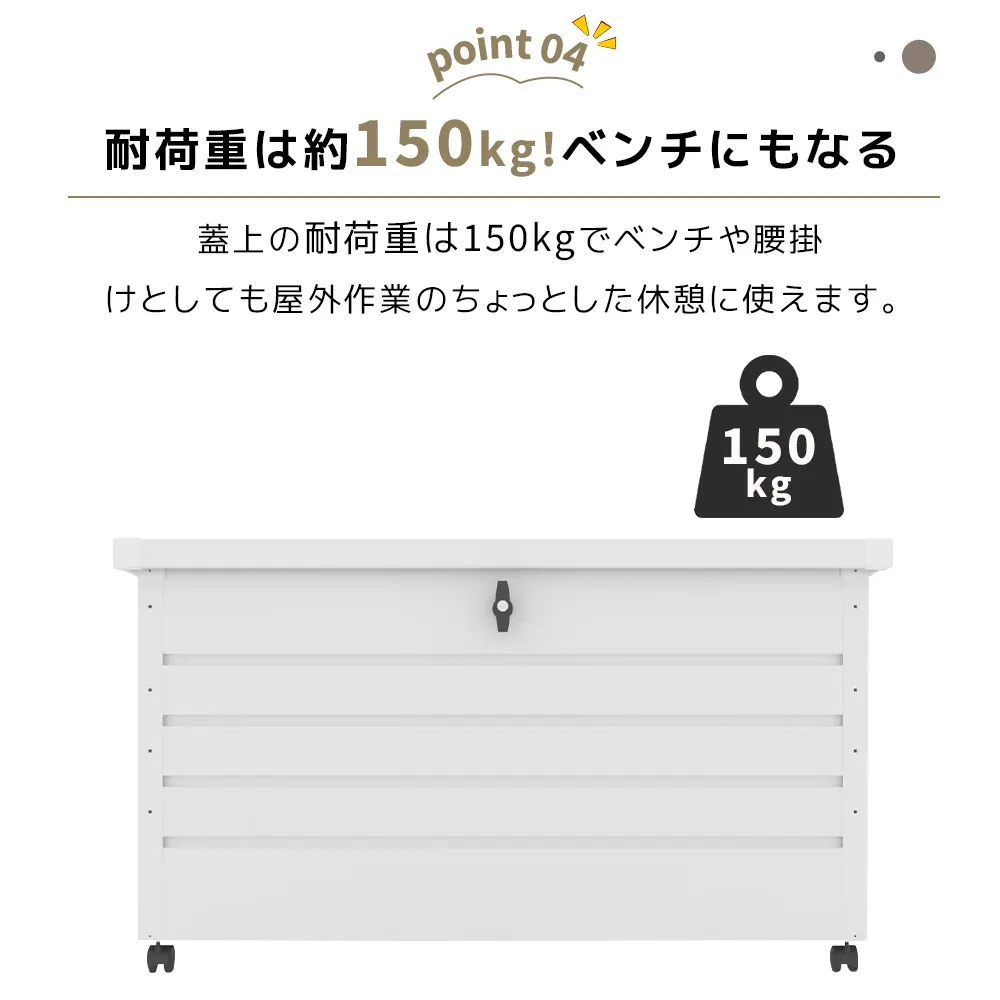 point 04
耐荷重は約150kg!ベンチにもなる
蓋上の耐荷重は150kgでベンチや腰掛
けとしても屋外作業のちょっとした休憩に使えます。
150
kg